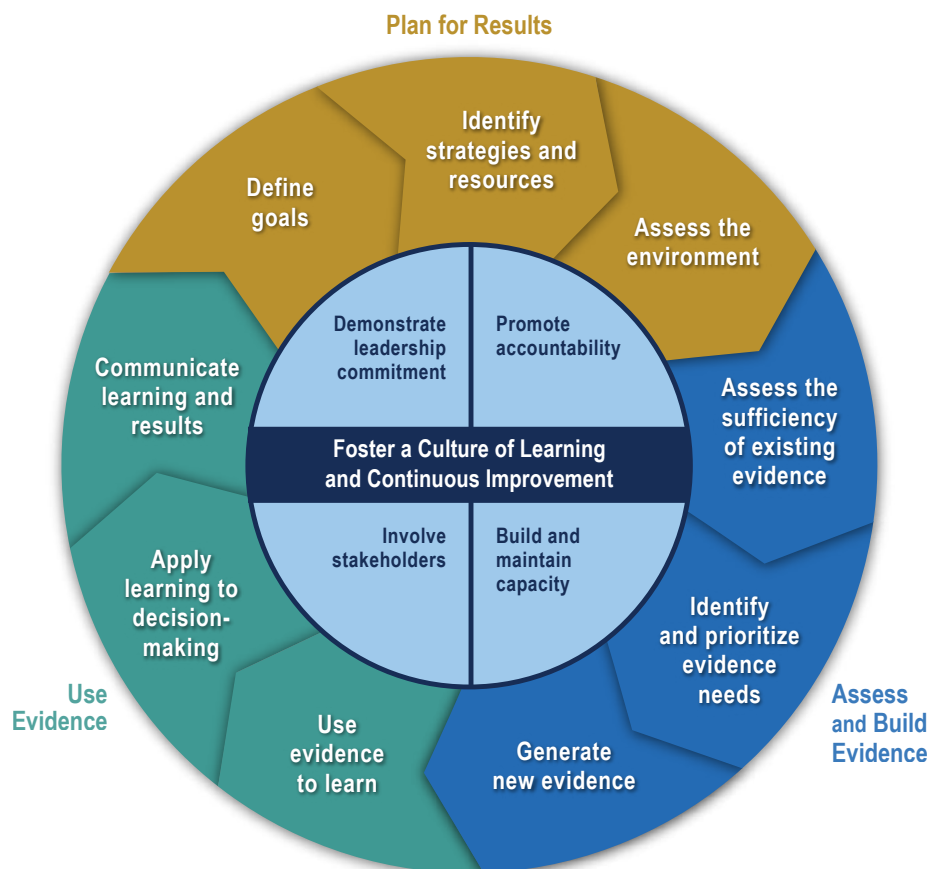 Plan for Results
Define
goals
Identify
strategies and
resources
Assess the
environment
Assess the
sufficiency
of existing
evidence
Identify
and prioritize
evidence
needs
Generate
new evidence
Assess
and Build
Evidence
Use
evidence
to learn
Apply
learning to
decision-
making
Communicate
learning and
results
Use
Evidence
Demonstrate
leadership
commitment
Promote
accountability
Foster a Culture of Learning
and Continuous Improvement
Involve
stakeholders
Build and
maintain
capacity